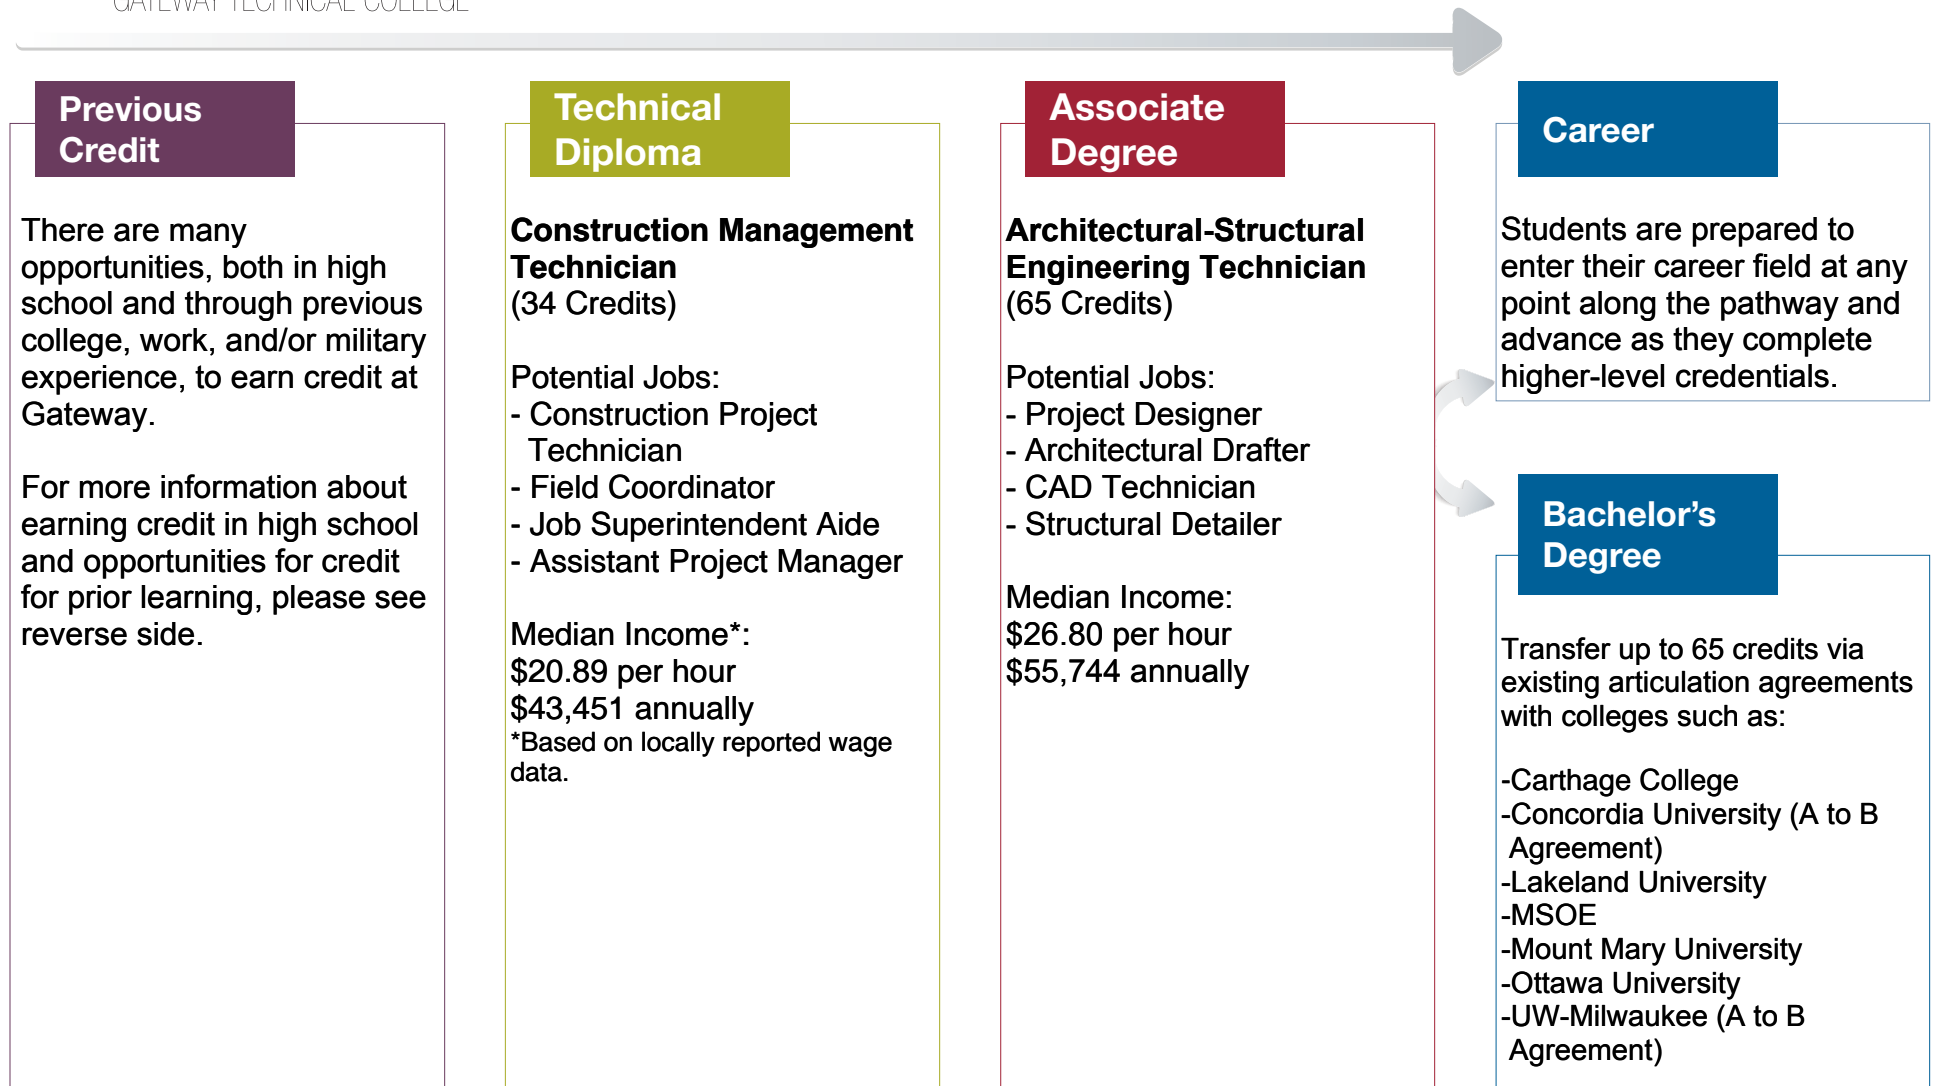 GATEWAY TECHNICAL COLLEGE
Previous
Credit
There are many
opportunities, both in high
school and through previous
college, work, and/or military
experience, to earn credit at
Gateway.
For more information about
earning credit in high school
and opportunities for credit
for prior learning, please see
reverse side.
Technical
Diploma
Construction Management
Technician
(34 Credits)
Potential Jobs:
- Construction Project
Technician
- Field Coordinator
- Job Superintendent Aide
- Assistant Project Manager
Median Income*:
$20.89 per hour
$43,451 annually
*Based on locally reported wage
data.
Associate
Degree
Architectural-Structural
Engineering Technician
(65 Credits)
Potential Jobs:
- Project Designer
- Architectural Drafter
- CAD Technician
- Structural Detailer
Median Income:
$26.80 per hour
$55,744 annually
Career
Students are prepared to
enter their career field at any
point along the pathway and
advance as they complete
higher-level credentials.
Bachelor’s
Degree
Transfer up to 65 credits via
existing articulation agreements
with colleges such as:
-Carthage College
-Concordia University (A to B
Agreement)
-Lakeland University
-MSOE
-Mount Mary University
-Ottawa University
-UW-Milwaukee (A to B
Agreement)